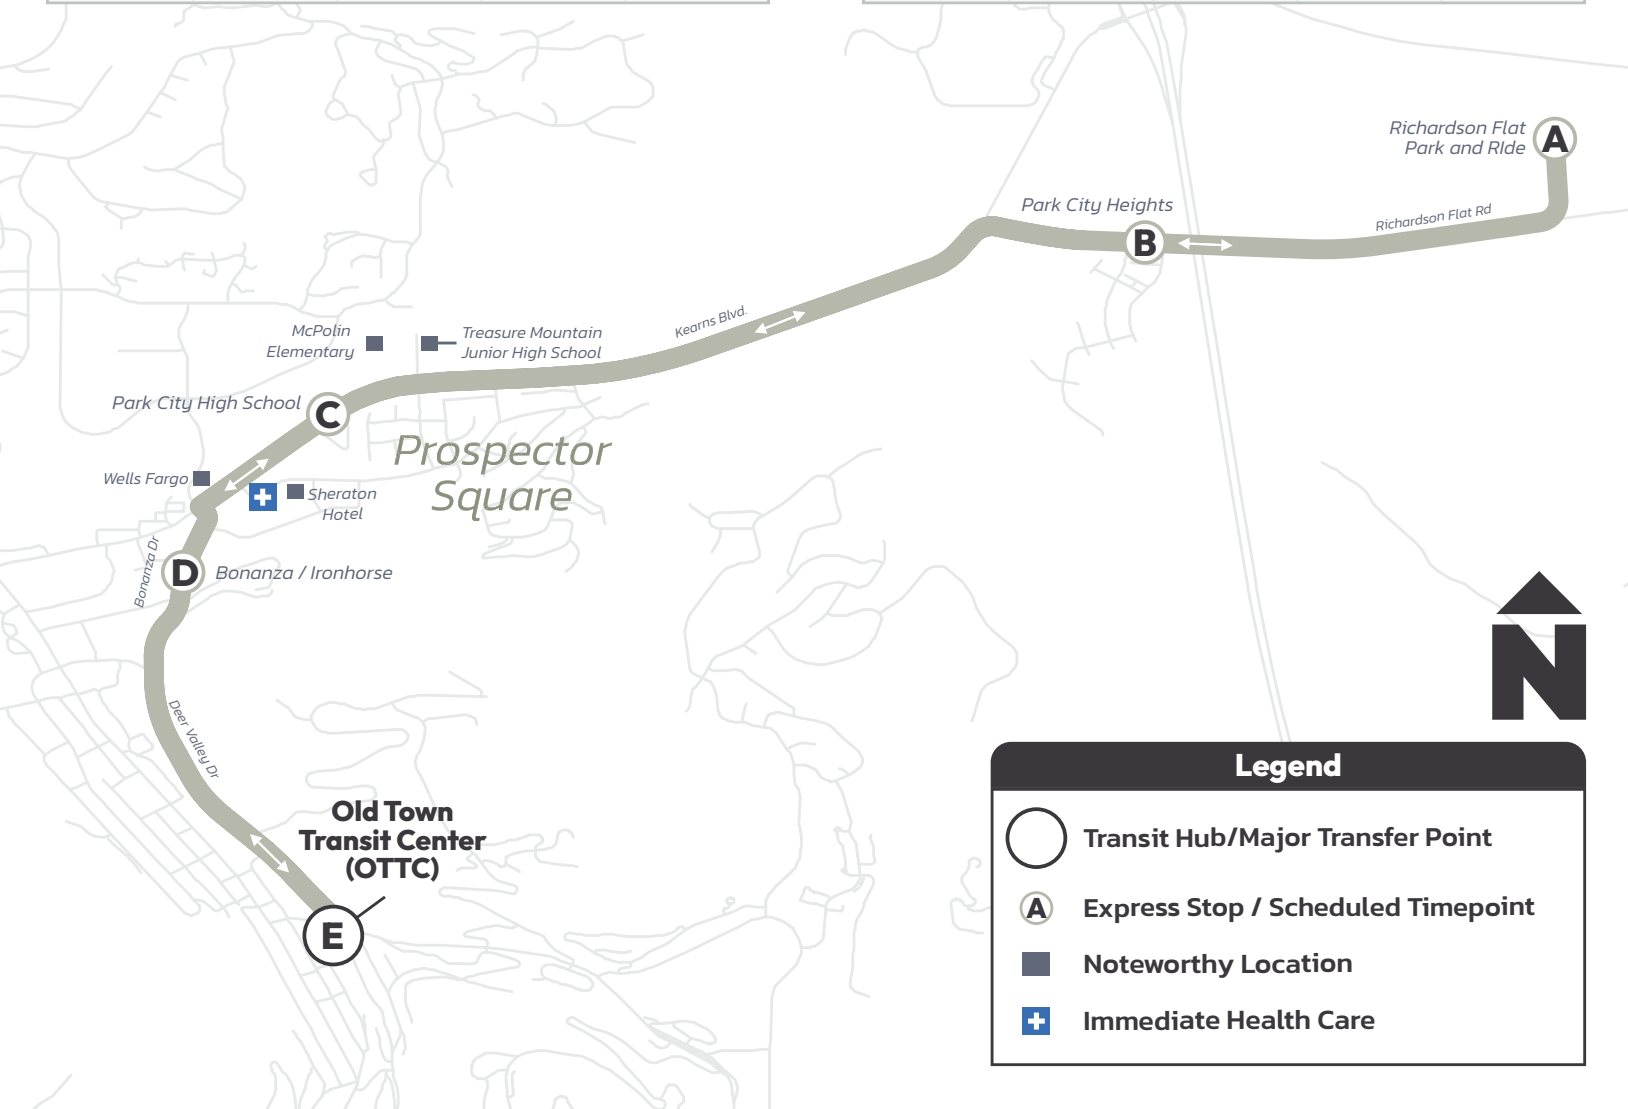 Richardson Flat
Park and RIde
A
Richardson Flat Rd
Park City Heights
B
Kearns Blvd.
McPolin
Elementary
Treasure Mountain
Junior High School
Park City High School
C
Prospector
Square
Wells Fargo
Sheraton
Hotel
Bonanza Dr
D
Bonanza / Ironhorse
Deer Valley Dr
Old Town
Transit Center
(OTTC)
E
N
Legend
Transit Hub/Major Transfer Point
A
Express Stop / Scheduled Timepoint
Noteworthy Location
Immediate Health Care